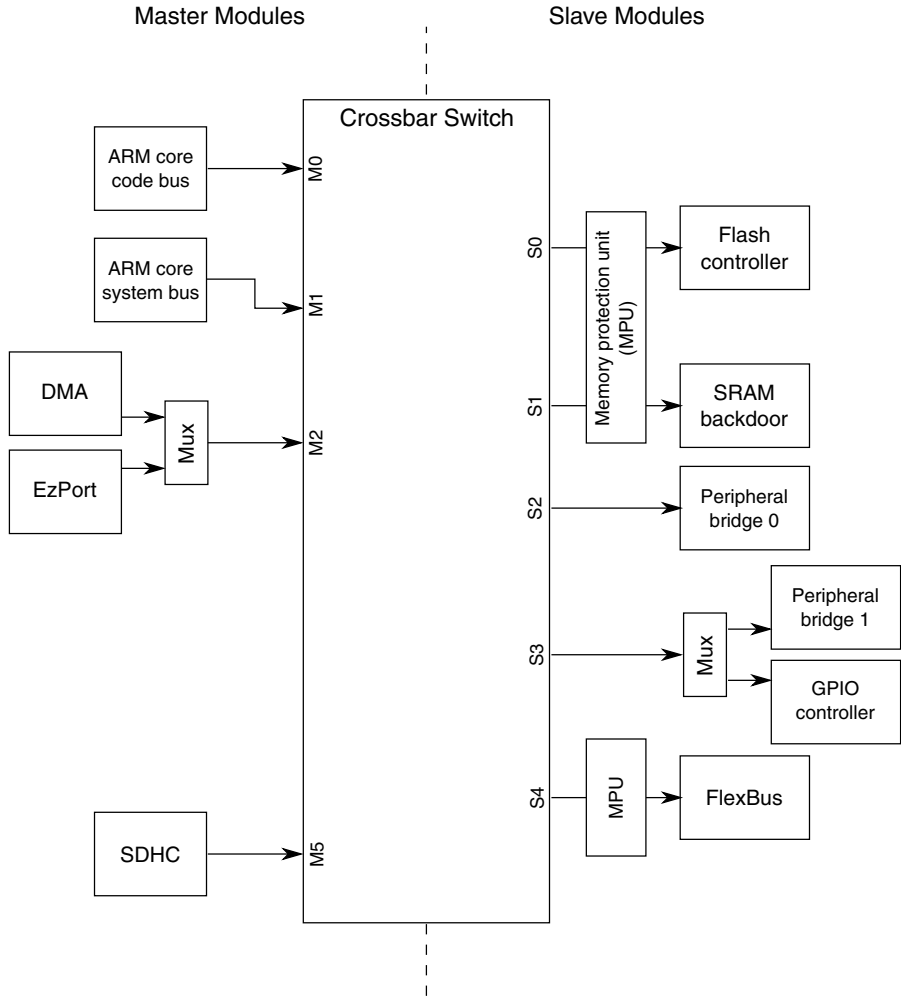 Master Modules
Slave Modules
Crossbar Switch
ARM core
code bus
M0
ARM core
system bus
M1
DMA
EzPort
Mux
M2
SDHC
M5
S0
Memory protection unit
(MPU)
Flash
controller
S1
SRAM
backdoor
S2
Peripheral
bridge 0
S3
Mux
Peripheral
bridge 1
GPIO
controller
S4
MPU
FlexBus